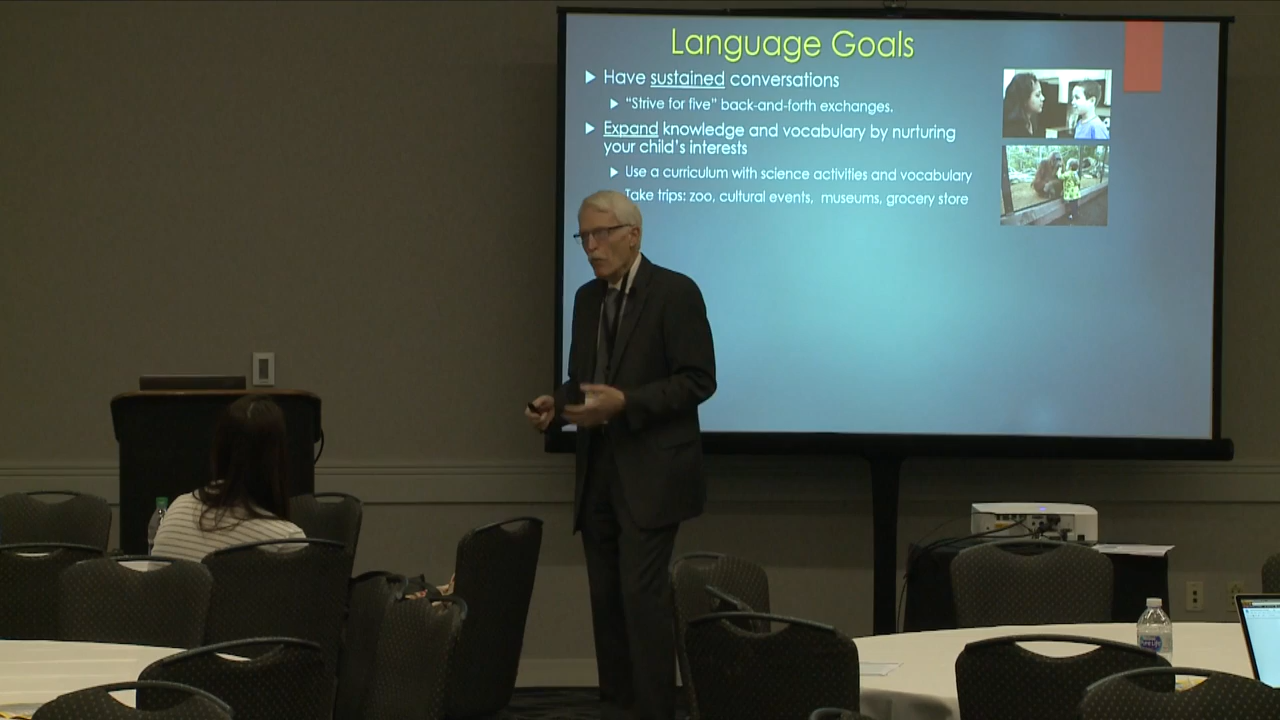 Language Goals
Have sustained conversations
"Strive for five" back-and-forth exchanges.
Expand knowledge and vocabulary by nurturing
your child's interests
Use a curriculum with science activities and vocabulary
Take trips: zoo, cultural events, museums, grocery store